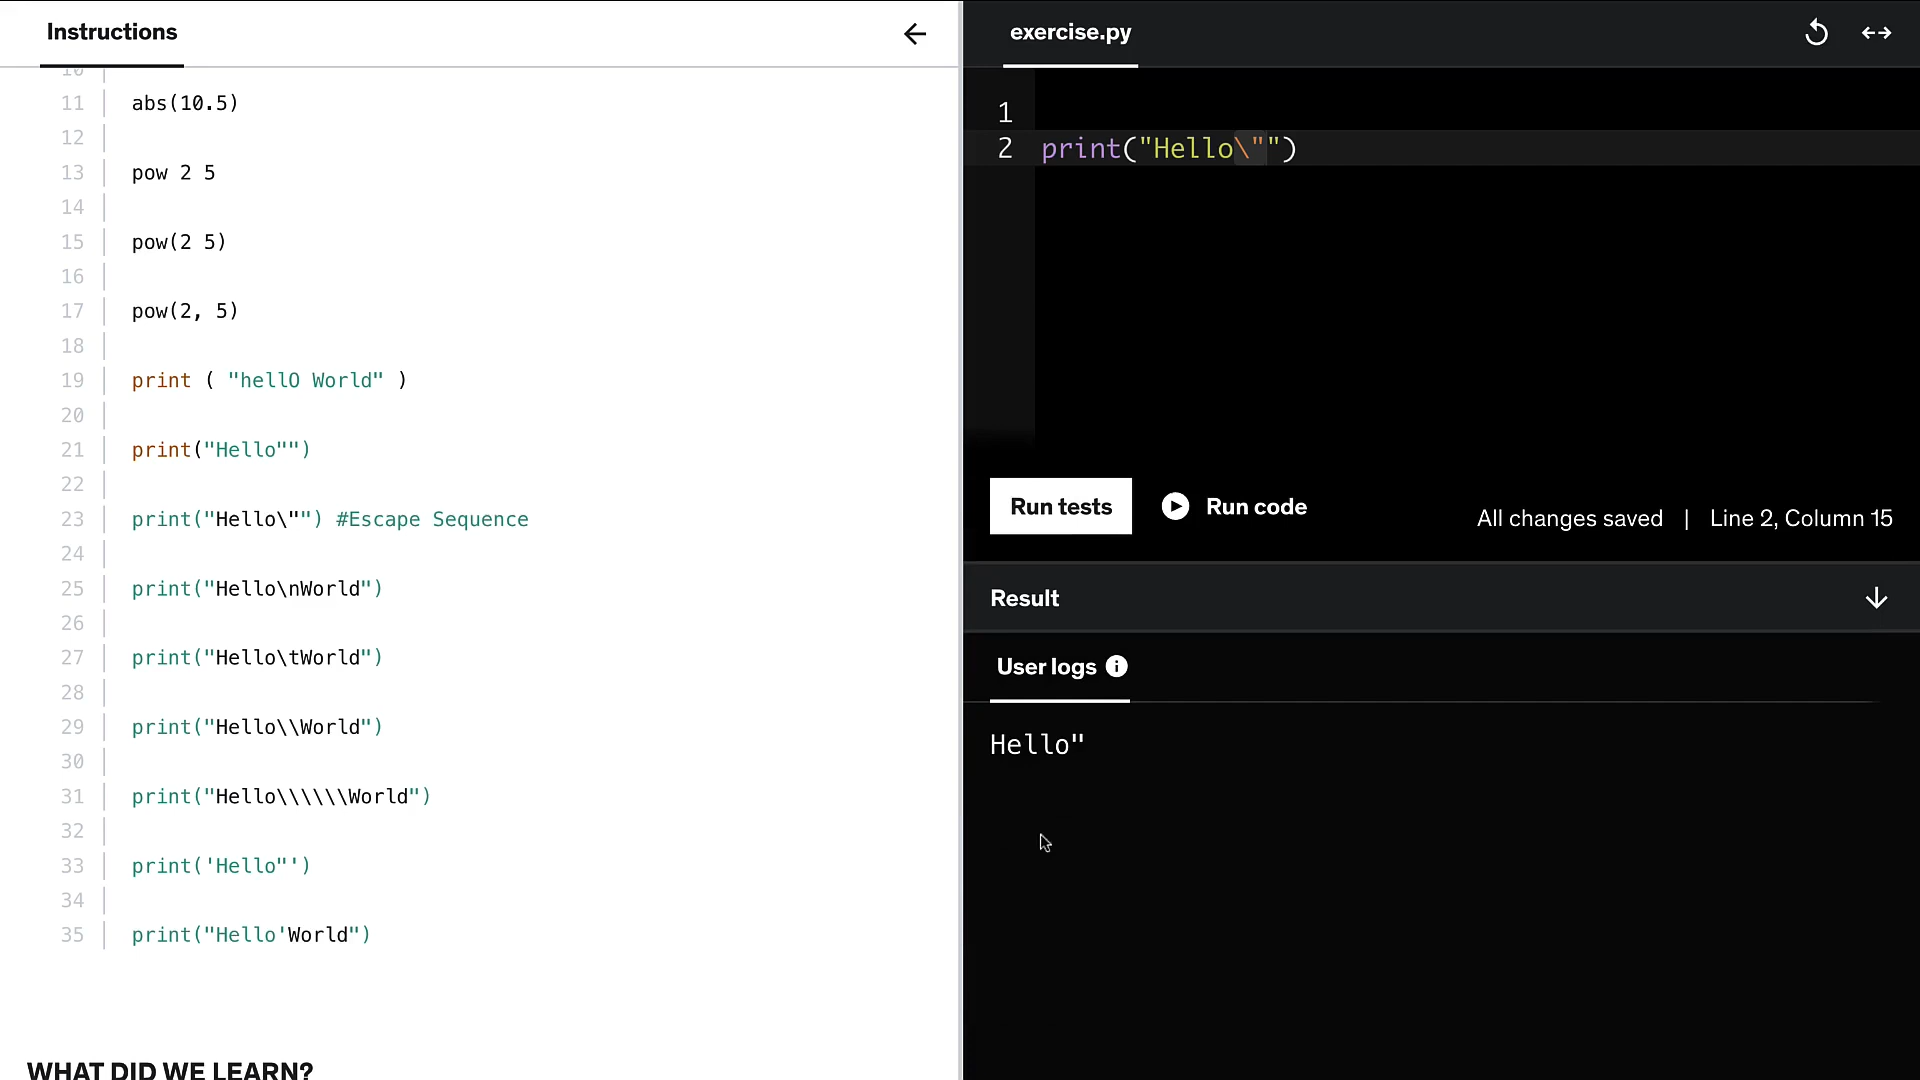 Instructions
10
11 abs(10.5)
12
13 pow 2 5
14
15 pow(2 5)
16
17 pow(2, 5)
18
19 print ( "hellO World" )
20
21 print("Hello"")
22
23 print("Hello\"") #Escape Sequence
24
25 print("Hello\nWorld")
26
27 print("Hello\tWorld")
28
29 print("Hello\\World")
30
31 print("Hello\\\\\\World")
32
33 print('Hello"')
34
35 print("Hello'World")
WHAT DID WE LEARN?
exercise.py
1
2 print("Hello\"")
Run tests
Run code
All changes saved | Line 2, Column 15
Result
User logs
Hello"